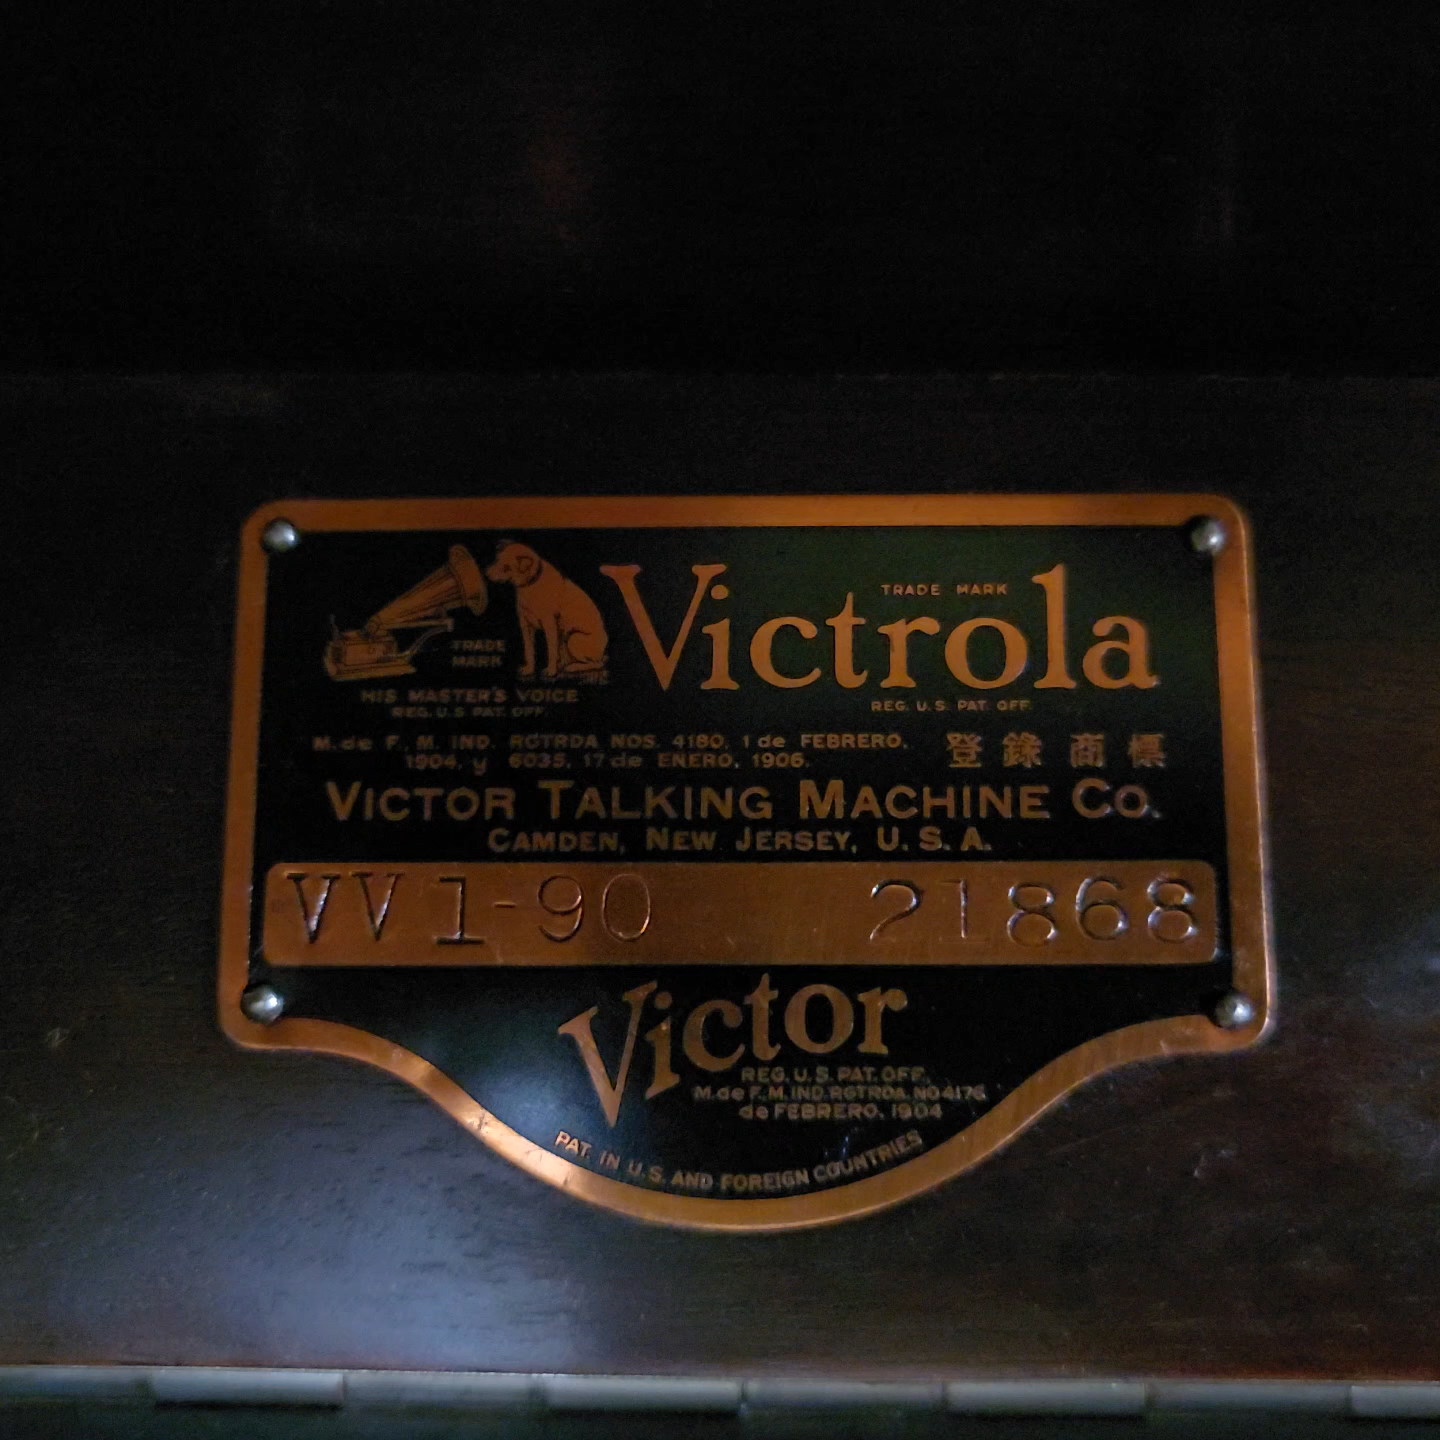 Victrola
TRADE MARK
TRADE
MARK
HIS MASTER'S VOICE
REG. U.S. PAT. OFF.
REG. U.S. PAT. OFF.
M. de F. M. IND. RGTRDA NOS. 4180, 1 de FEBRERO,
1904, y 6035, 17 de ENERO, 1906.
登錄商標
VICTOR TALKING MACHINE CO.
CAMDEN, NEW JERSEY, U.S.A.
VV 1-90 21868
Victor
REG. U.S. PAT. OFF.
M. de F. M. IND. RGTRDA. NO 4176
de FEBRERO, 1904
PAT. IN U.S. AND FOREIGN COUNTRIES